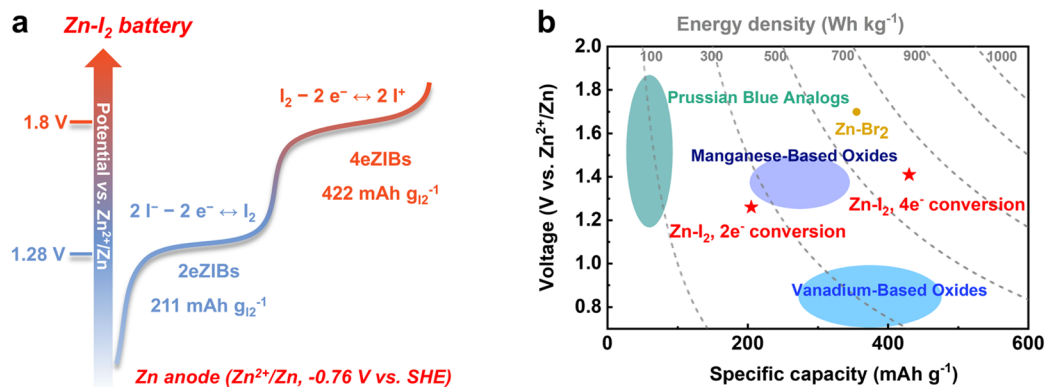 a
Zn-I₂ battery
Potential vs. Zn²⁺/Zn
1.8 V
1.28 V
I₂ − 2 e⁻ ↔ 2 I⁺
4eZIBs
422 mAh g_I2⁻¹
2 I⁻ − 2 e⁻ ↔ I₂
2eZIBs
211 mAh g_I2⁻¹
Zn anode (Zn²⁺/Zn, -0.76 V vs. SHE)
b
Energy density (Wh kg⁻¹)
100 300 500 700 900 1000
Voltage (V vs. Zn²⁺/Zn)
2.0
1.8
1.6
1.4
1.2
1.0
0.8
Prussian Blue Analogs
Zn-Br₂
Manganese-Based Oxides
Zn-I₂, 4e⁻ conversion
Zn-I₂, 2e⁻ conversion
Vanadium-Based Oxides
0 200 400 600
Specific capacity (mAh g⁻¹)